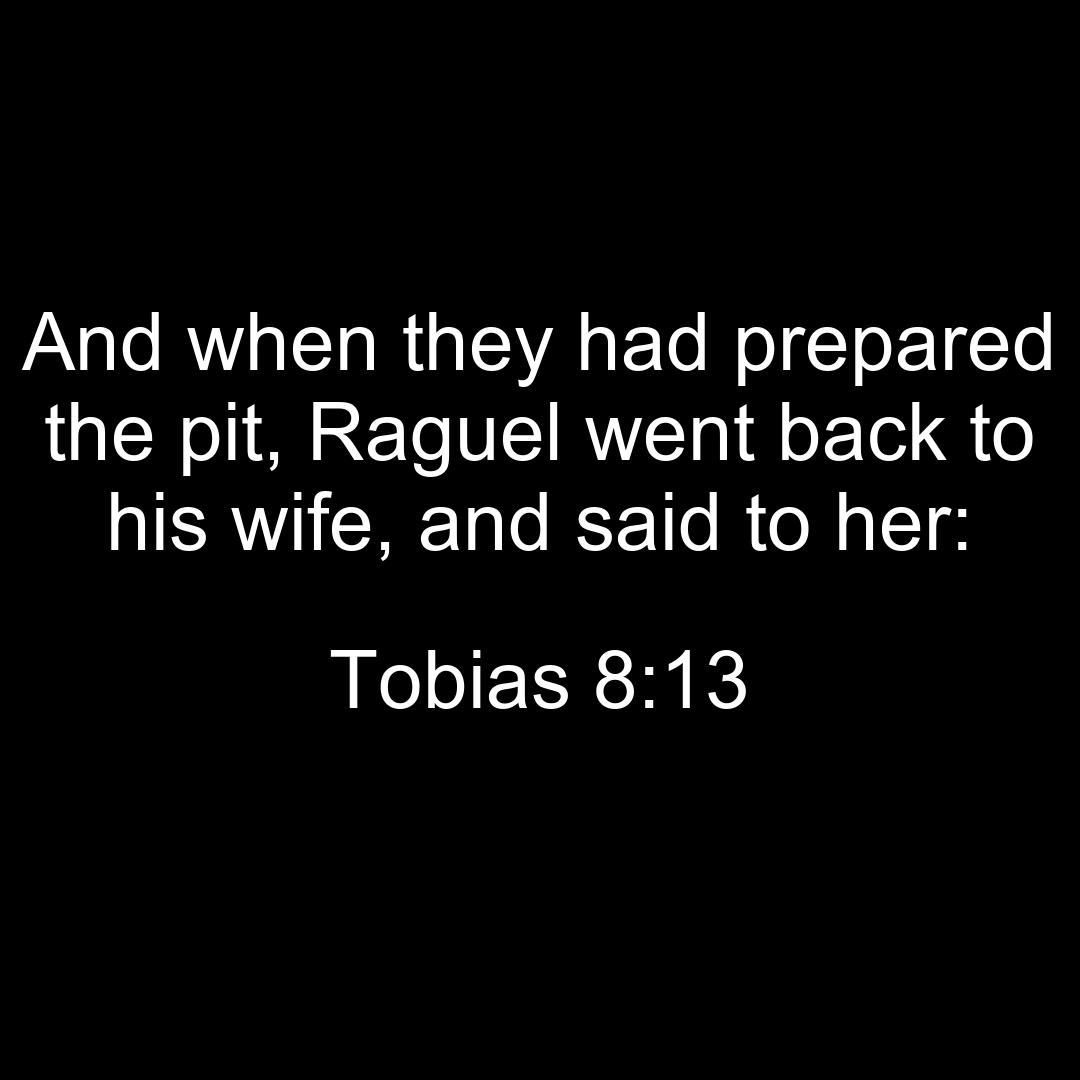 And when they had prepared
the pit, Raguel went back to
his wife, and said to her:
Tobias 8:13